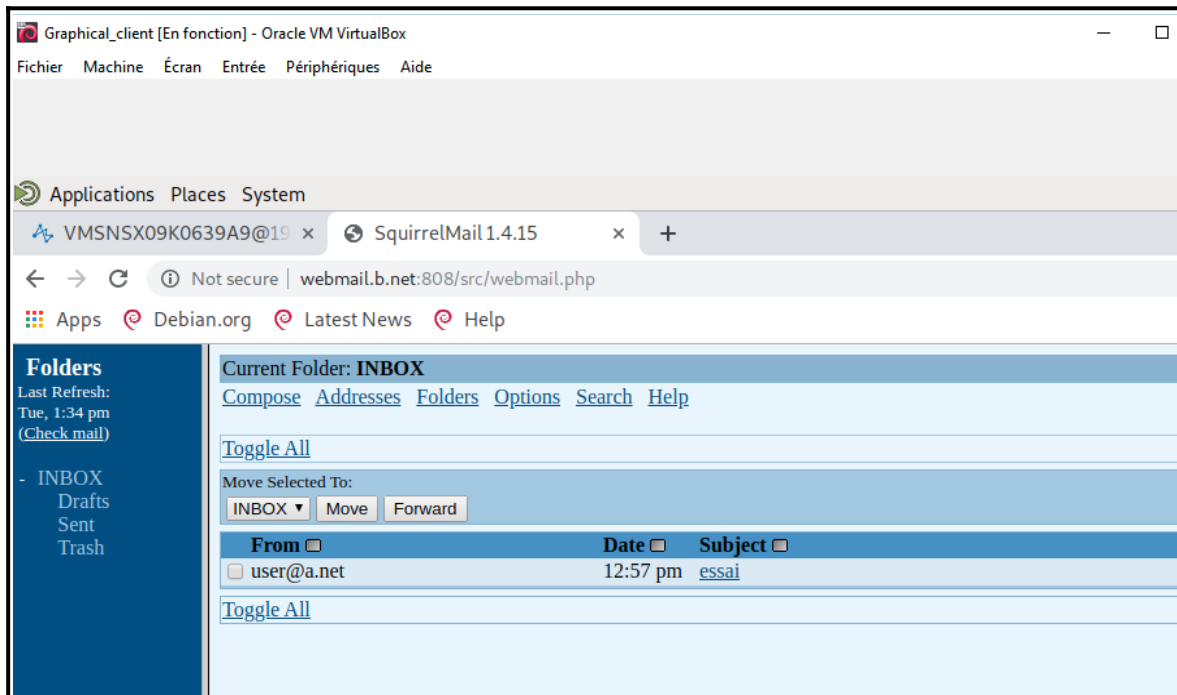 Graphical_client [En fonction] - Oracle VM VirtualBox
Fichier Machine Écran Entrée Périphériques Aide
Applications Places System
VMSNSX09K0639A9@19 SquirrelMail 1.4.15
Not secure | webmail.b.net:808/src/webmail.php
Apps Debian.org Latest News Help
Folders
Last Refresh:
Tue, 1:34 pm
(Check mail)
- INBOX
Drafts
Sent
Trash
Current Folder: INBOX
Compose Addresses Folders Options Search Help
Toggle All
Move Selected To:
INBOX Move Forward
From Date Subject
user@a.net 12:57 pm essai
Toggle All